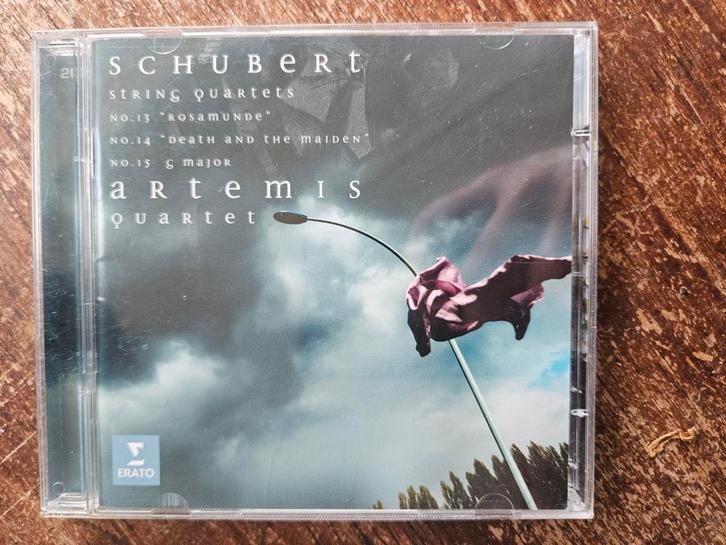 SCHUBERT
STRING QUARTETS
NO.13 "ROSAMUNDE"
NO.14 "DEATH AND THE MAIDEN"
NO.15 G MAJOR
ARTEMIS
QUARTET
ERATO